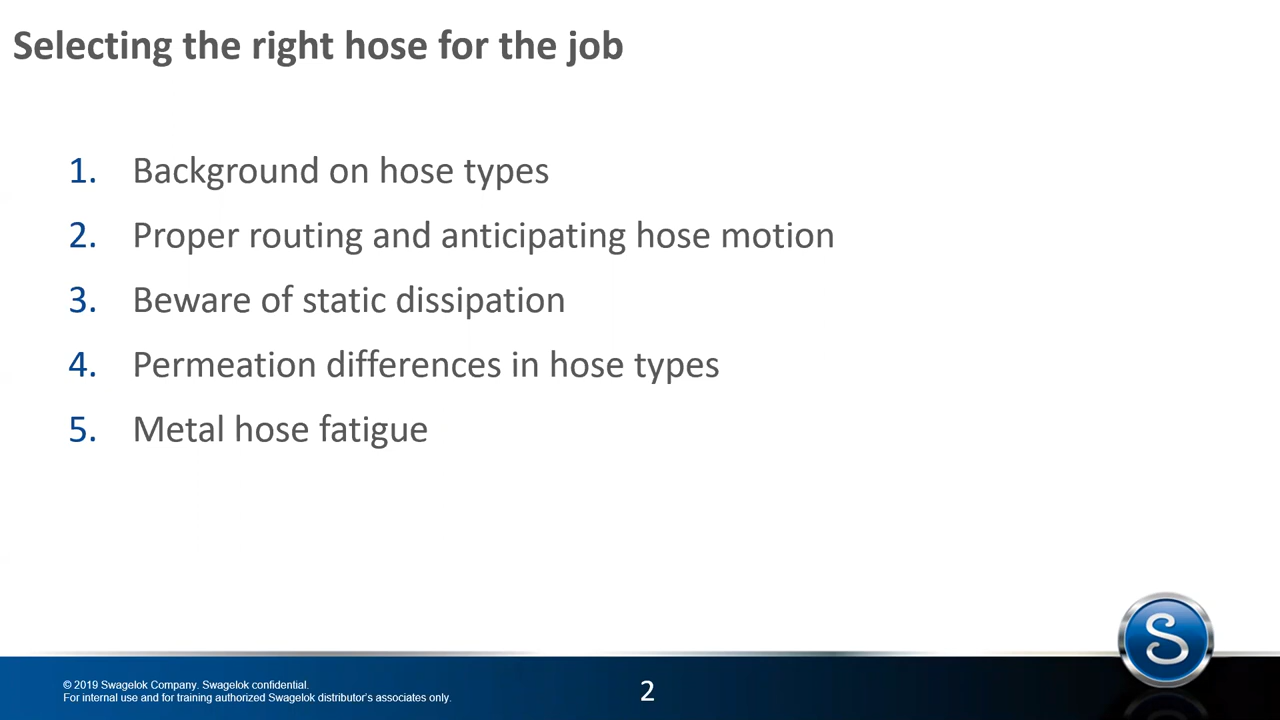 Selecting the right hose for the job
1. Background on hose types
2. Proper routing and anticipating hose motion
3. Beware of static dissipation
4. Permeation differences in hose types
5. Metal hose fatigue
S
© 2019 Swagelok Company. Swagelok confidential.
For internal use and for training authorized Swagelok distributor's associates only.
2